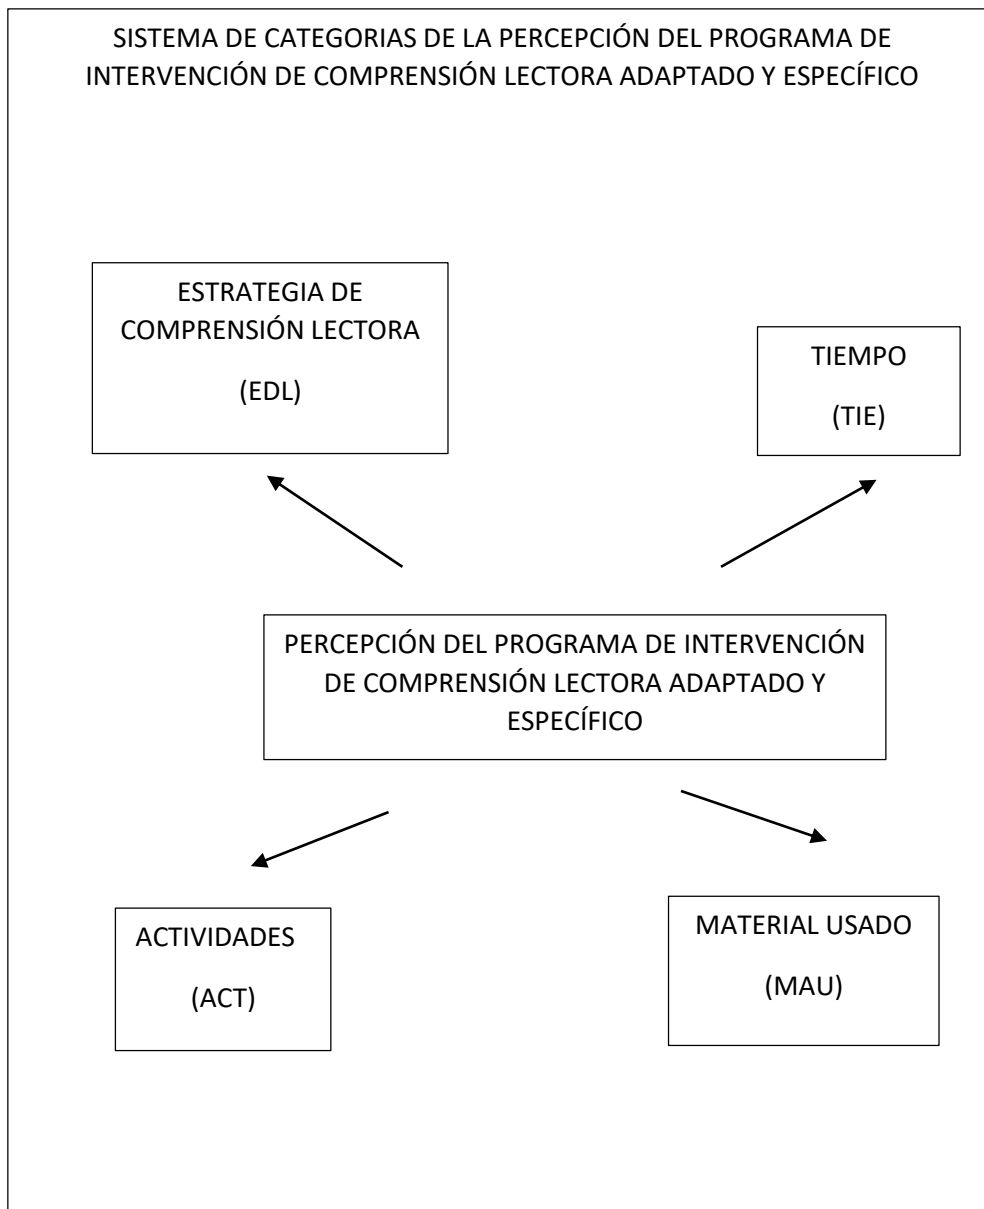 SISTEMA DE CATEGORIAS DE LA PERCEPCIÓN DEL PROGRAMA DE
INTERVENCIÓN DE COMPRENSIÓN LECTORA ADAPTADO Y ESPECÍFICO
ESTRATEGIA DE
COMPRENSIÓN LECTORA
(EDL)
TIEMPO
(TIE)
PERCEPCIÓN DEL PROGRAMA DE INTERVENCIÓN
DE COMPRENSIÓN LECTORA ADAPTADO Y
ESPECÍFICO
ACTIVIDADES
(ACT)
MATERIAL USADO
(MAU)